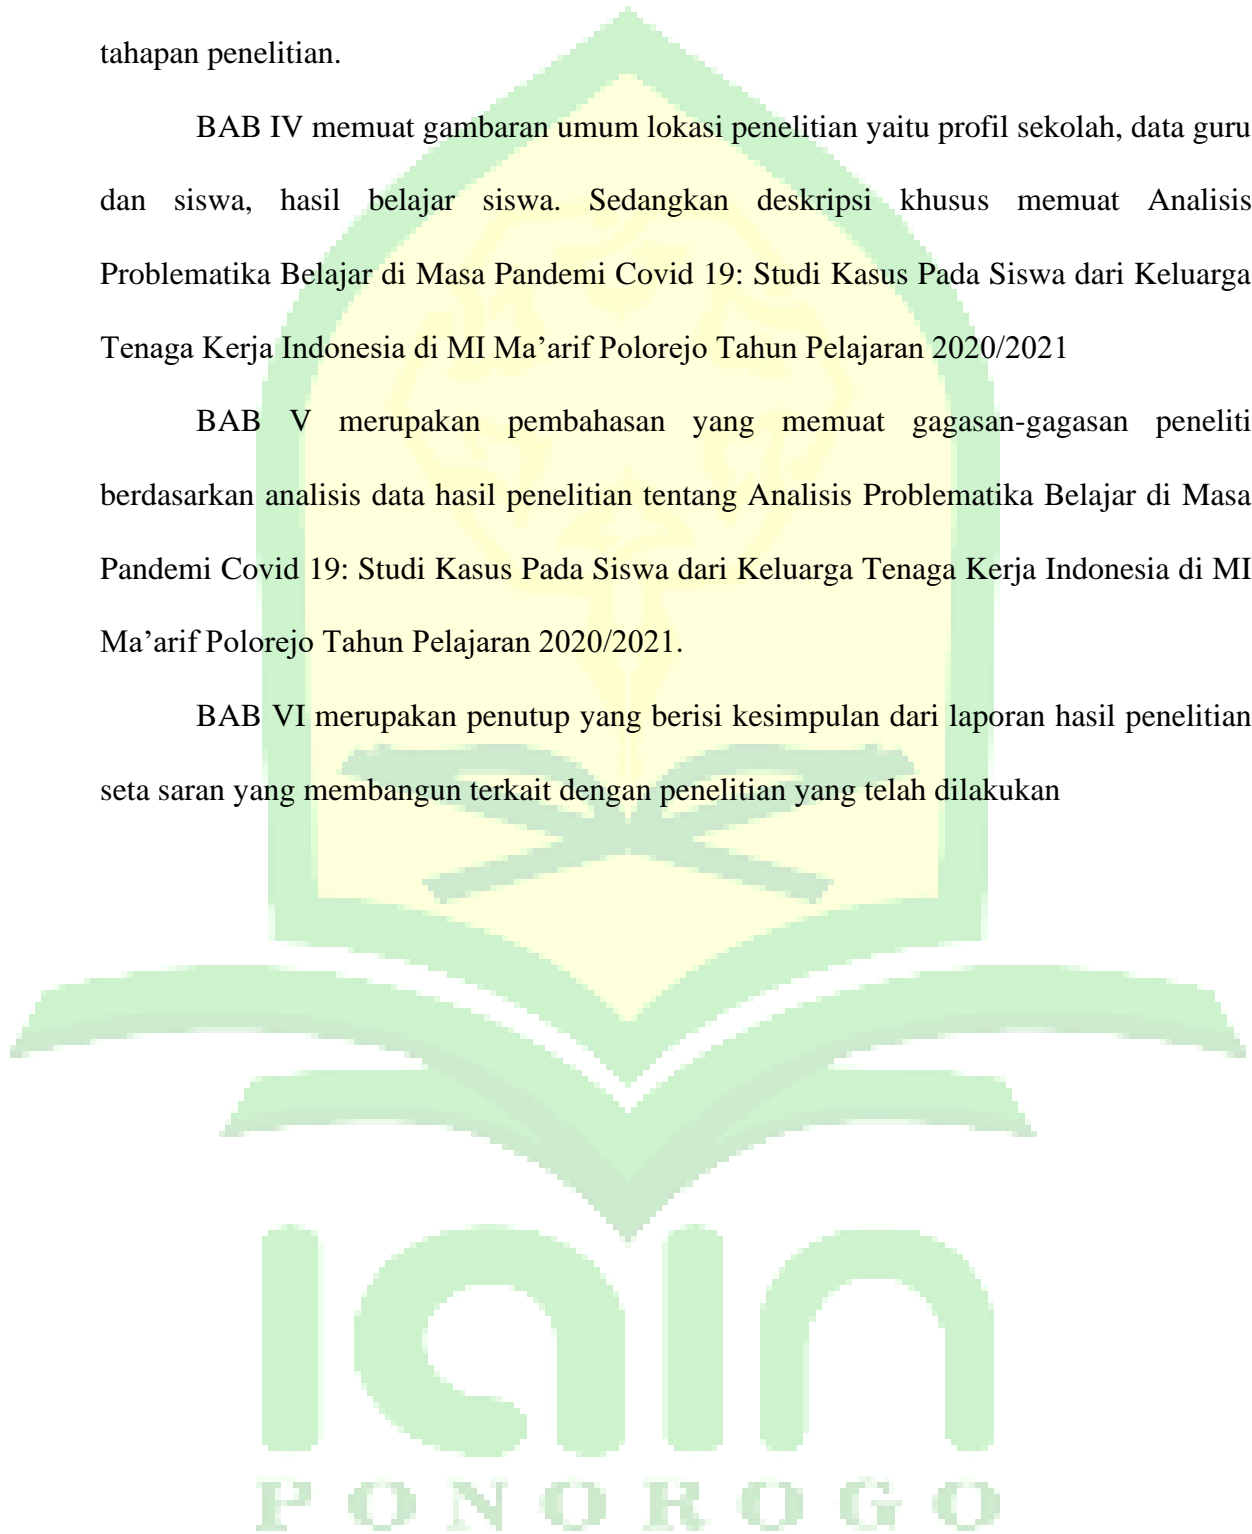 tahapan penelitian.
BAB IV memuat gambaran umum lokasi penelitian yaitu profil sekolah, data guru
dan siswa, hasil belajar siswa. Sedangkan deskripsi khusus memuat Analisis
Problematika Belajar di Masa Pandemi Covid 19: Studi Kasus Pada Siswa dari Keluarga
Tenaga Kerja Indonesia di MI Ma’arif Polorejo Tahun Pelajaran 2020/2021
BAB V merupakan pembahasan yang memuat gagasan-gagasan peneliti
berdasarkan analisis data hasil penelitian tentang Analisis Problematika Belajar di Masa
Pandemi Covid 19: Studi Kasus Pada Siswa dari Keluarga Tenaga Kerja Indonesia di MI
Ma’arif Polorejo Tahun Pelajaran 2020/2021.
BAB VI merupakan penutup yang berisi kesimpulan dari laporan hasil penelitian
seta saran yang membangun terkait dengan penelitian yang telah dilakukan
iain
PONOROGO